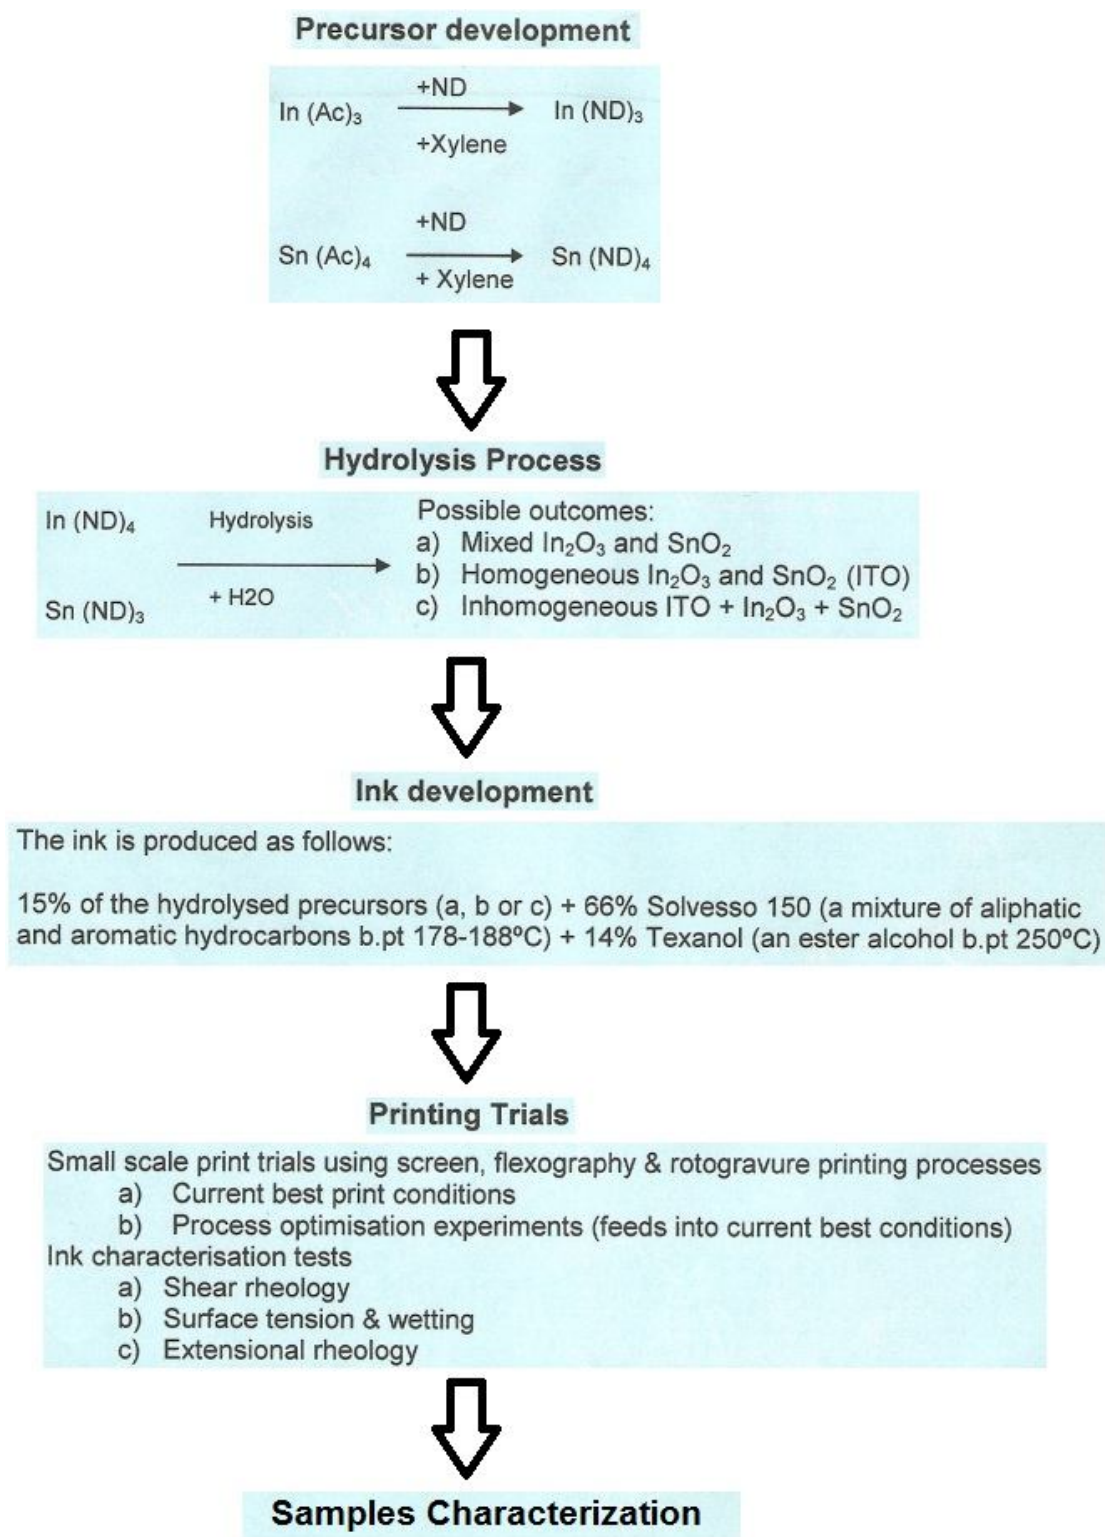 Precursor development
+ND
In (Ac)₃ In (ND)₃
+Xylene
+ND
Sn (Ac)₄ Sn (ND)₄
+ Xylene
Hydrolysis Process
In (ND)₄ Hydrolysis
Sn (ND)₃ + H2O
Possible outcomes:
a) Mixed In₂O₃ and SnO₂
b) Homogeneous In₂O₃ and SnO₂ (ITO)
c) Inhomogeneous ITO + In₂O₃ + SnO₂
Ink development
The ink is produced as follows:
15% of the hydrolysed precursors (a, b or c) + 66% Solvesso 150 (a mixture of aliphatic
and aromatic hydrocarbons b.pt 178-188ºC) + 14% Texanol (an ester alcohol b.pt 250ºC)
Printing Trials
Small scale print trials using screen, flexography & rotogravure printing processes
a) Current best print conditions
b) Process optimisation experiments (feeds into current best conditions)
Ink characterisation tests
a) Shear rheology
b) Surface tension & wetting
c) Extensional rheology
Samples Characterization